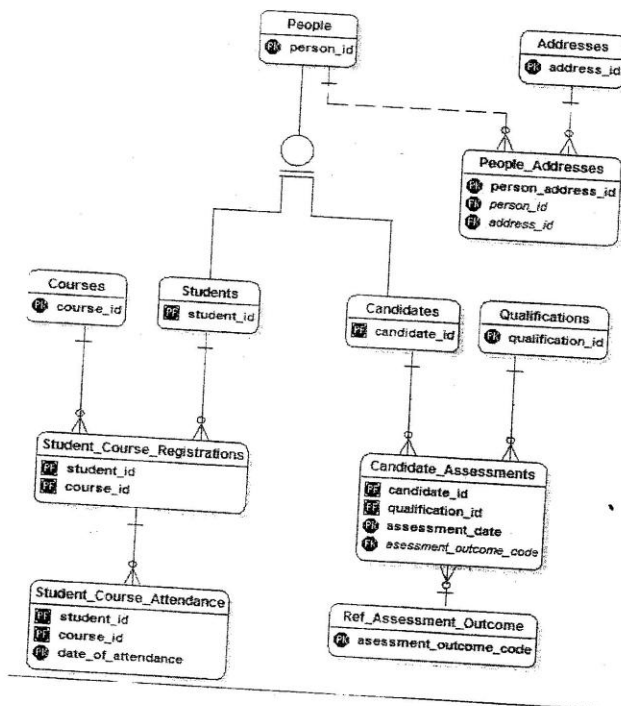 People
PK person_id
Addresses
PK address_id
People_Addresses
PK person_address_id
FK person_id
FK address_id
Courses
PK course_id
Students
PF student_id
Candidates
PF candidate_id
Qualifications
PK qualification_id
Student_Course_Registrations
PF student_id
PF course_id
Candidate_Assessments
PF candidate_id
PF qualification_id
PK assessment_date
FK asessment_outcome_code
Student_Course_Attendance
PF student_id
PF course_id
PK date_of_attendance
Ref_Assessment_Outcome
PK asessment_outcome_code